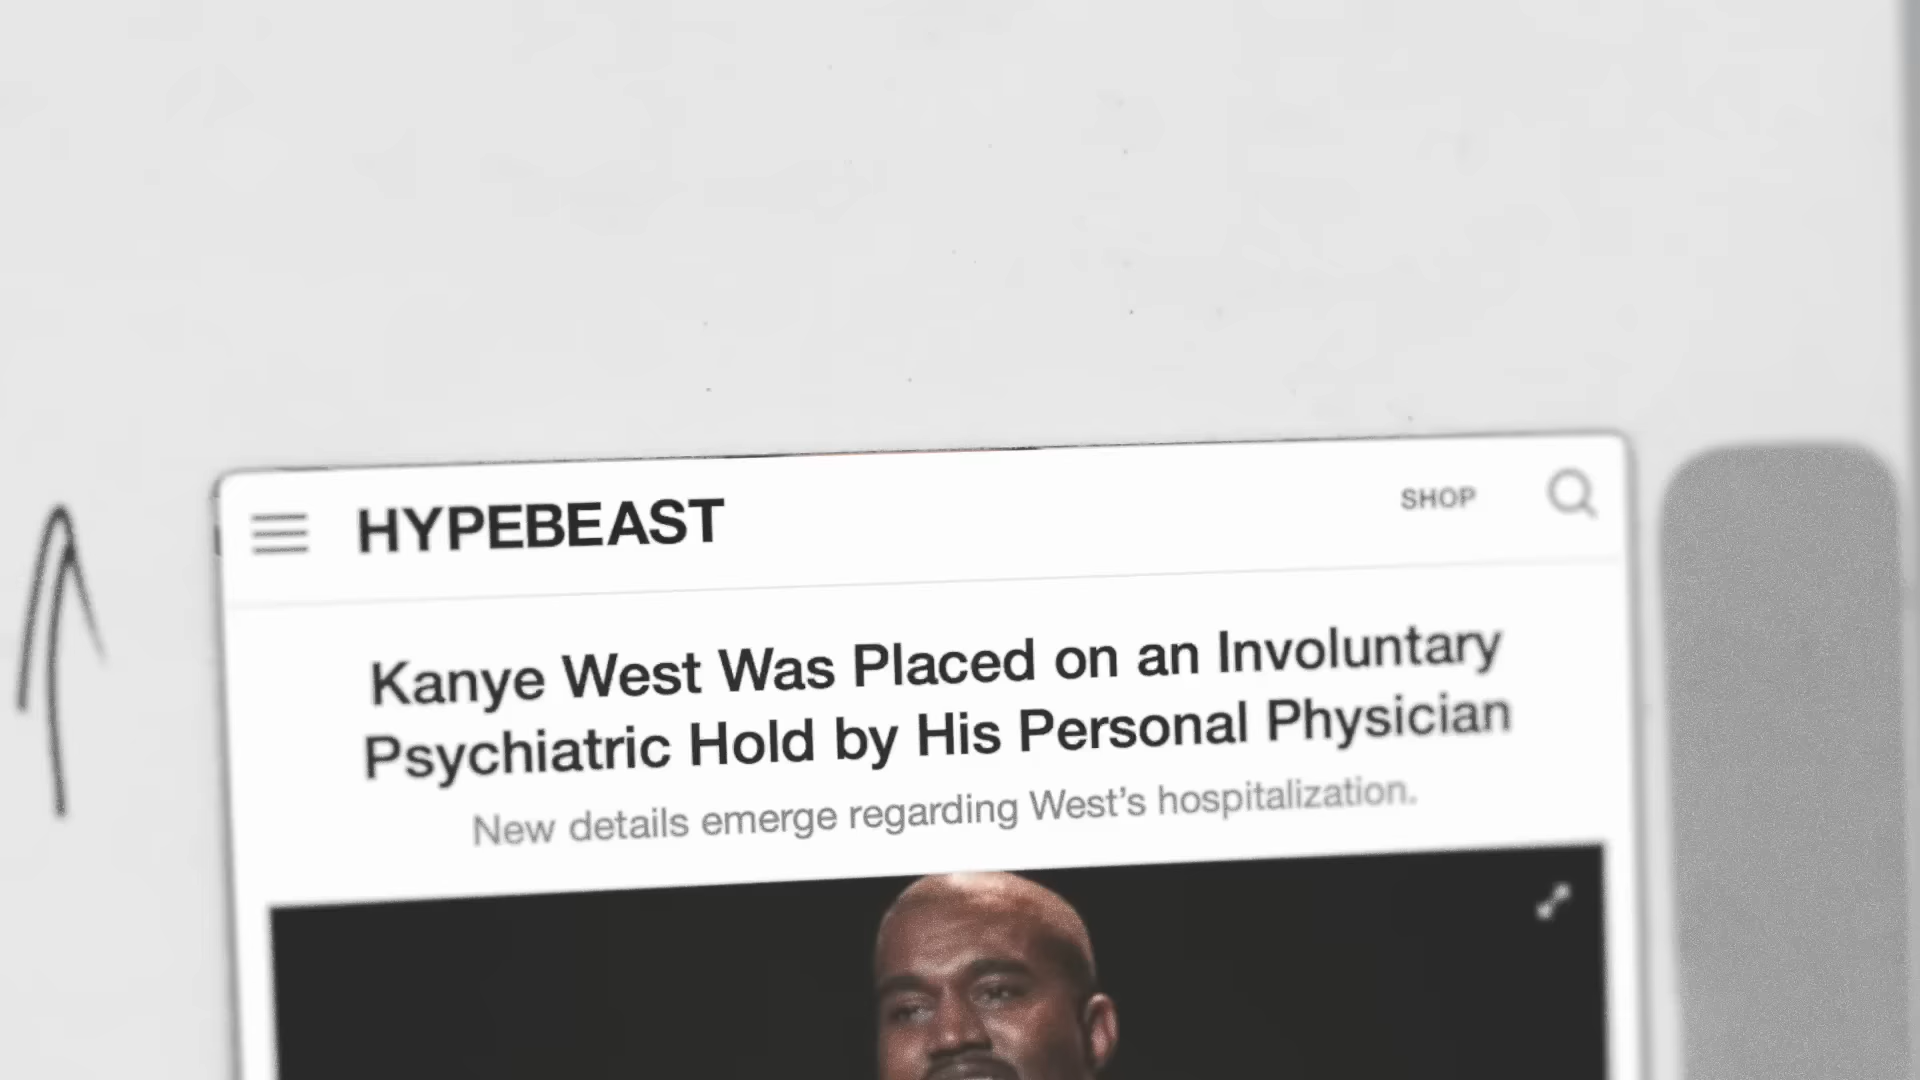 HYPEBEAST
SHOP
Kanye West Was Placed on an Involuntary
Psychiatric Hold by His Personal Physician
New details emerge regarding West’s hospitalization.